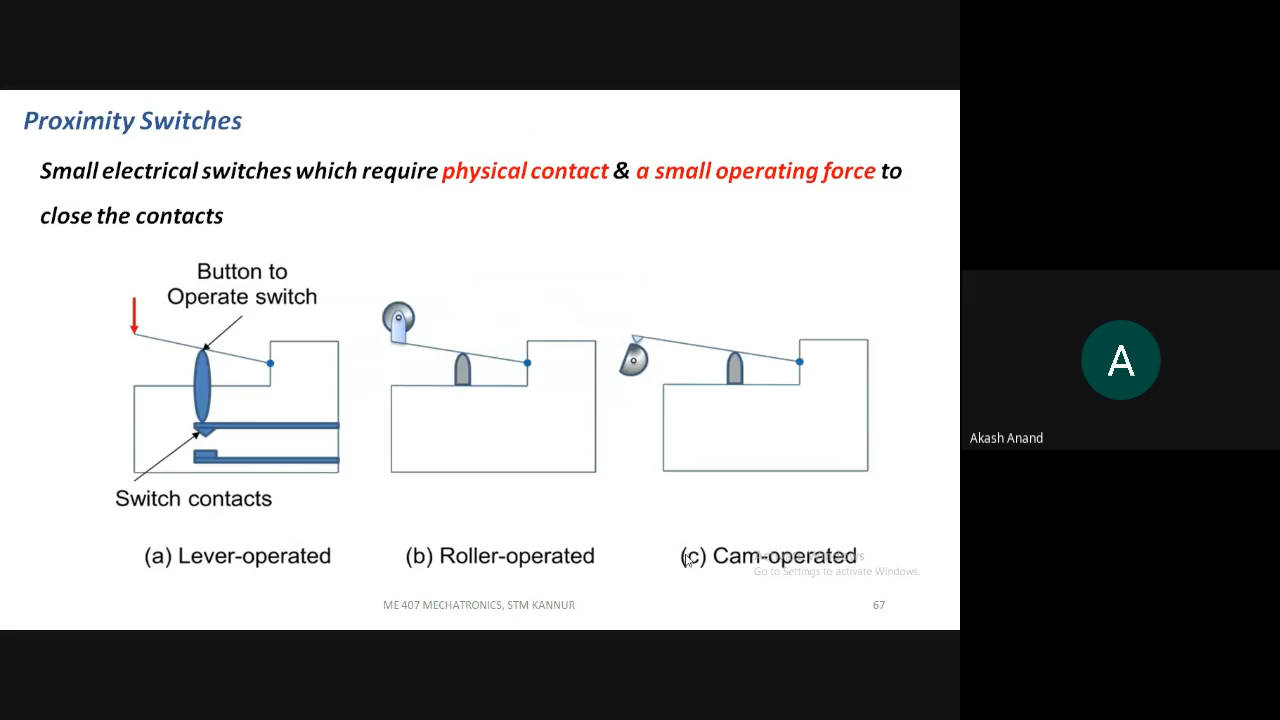 Proximity Switches
Small electrical switches which require physical contact & a small operating force to
close the contacts
Button to
Operate switch
Switch contacts
(a) Lever-operated
(b) Roller-operated
(c) Cam-operated
Activate Windows
Go to Settings to activate Windows.
ME 407 MECHATRONICS, STM KANNUR
67
A
Akash Anand